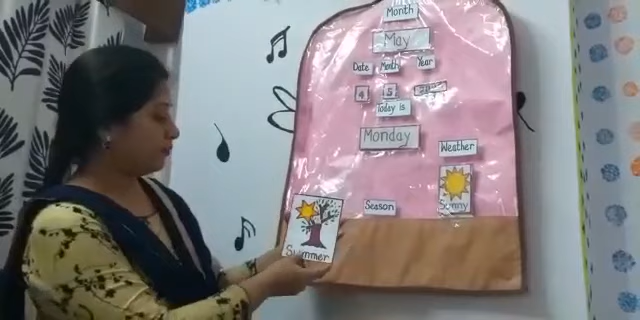 Month
May
Date Month Year
4 5
Today is
Monday
Weather
Sunny
Season
Summer